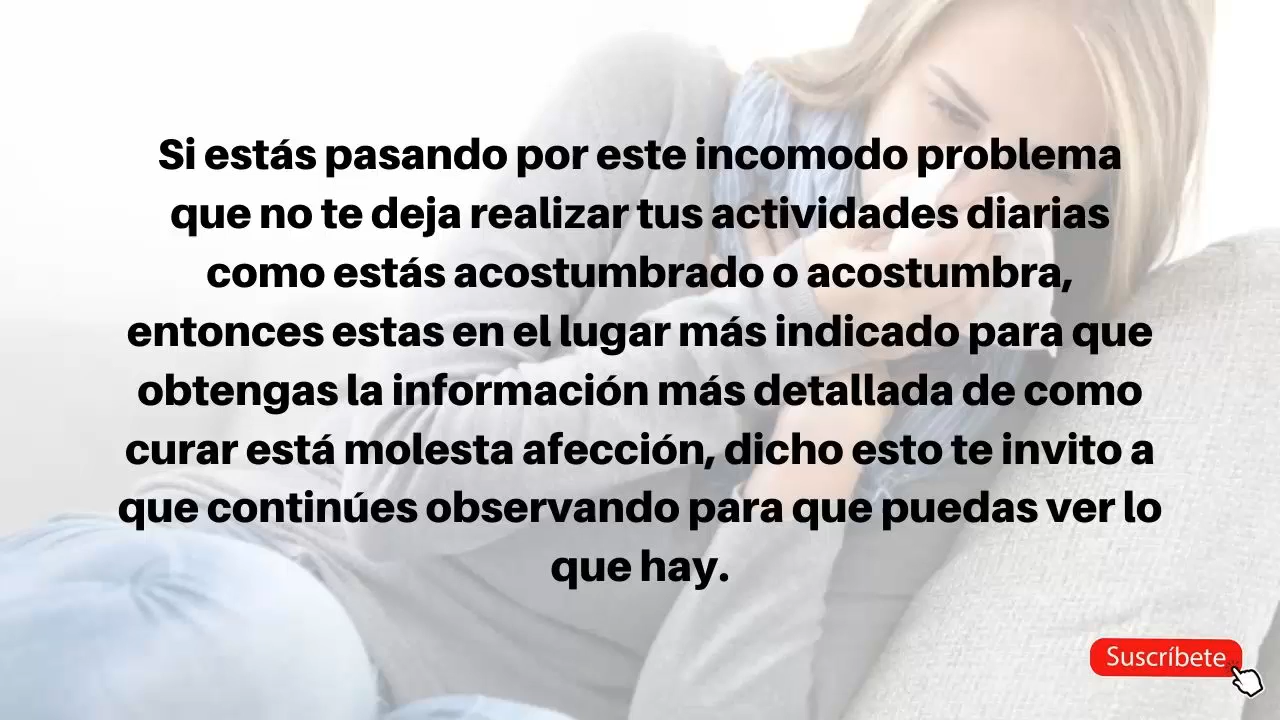 Si estás pasando por este incomodo problema
que no te deja realizar tus actividades diarias
como estás acostumbrado o acostumbra,
entonces estas en el lugar más indicado para que
obtengas la información más detallada de como
curar está molesta afección, dicho esto te invito a
que continúes observando para que puedas ver lo
que hay.
Suscríbete